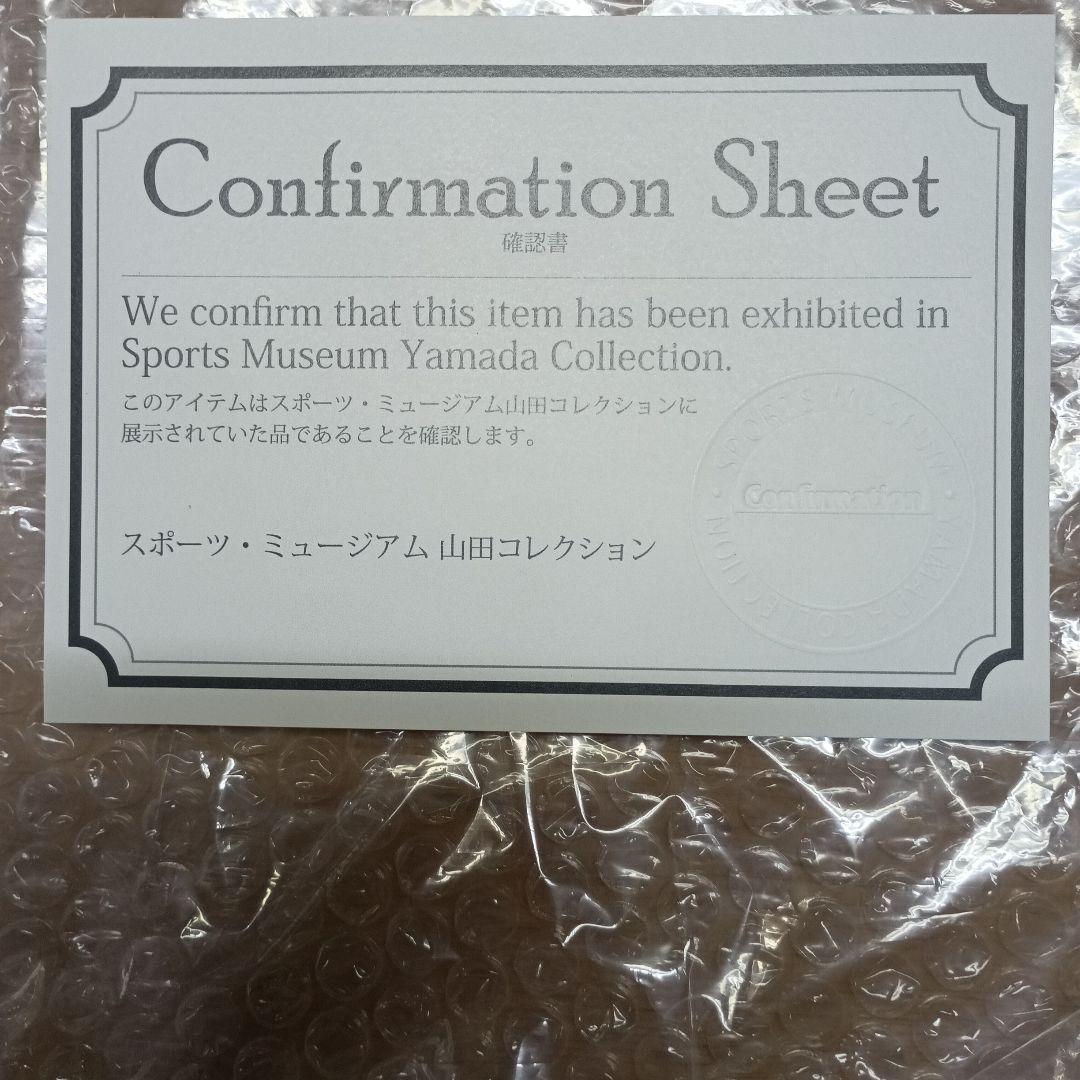 Confirmation Sheet
確認書
We confirm that this item has been exhibited in
Sports Museum Yamada Collection.
このアイテムはスポーツ・ミュージアム山田コレクションに
展示されていた品であることを確認します。
スポーツ・ミュージアム 山田コレクション
・SPORTS MUSEUM・YAMADA COLLECTION
Confirmation